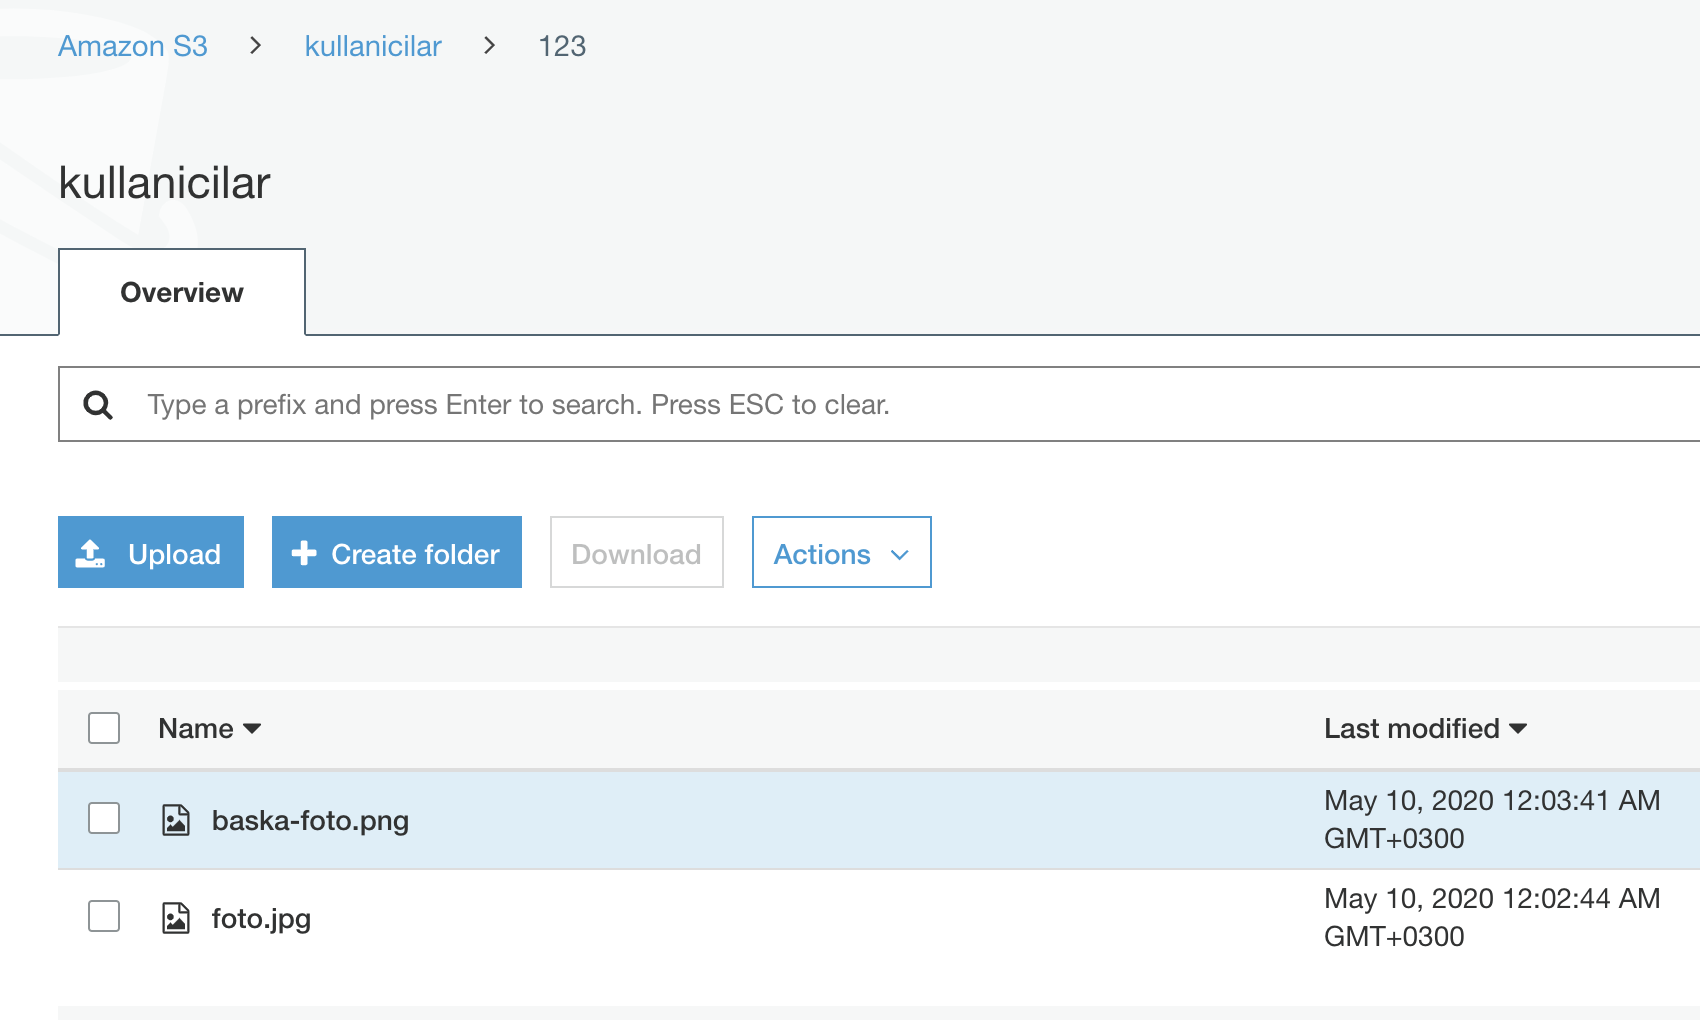 Amazon S3 > kullanicilar > 123
kullanicilar
Overview
Type a prefix and press Enter to search. Press ESC to clear.
Upload Create folder Download Actions
Name Last modified
baska-foto.png May 10, 2020 12:03:41 AM
GMT+0300
foto.jpg May 10, 2020 12:02:44 AM
GMT+0300